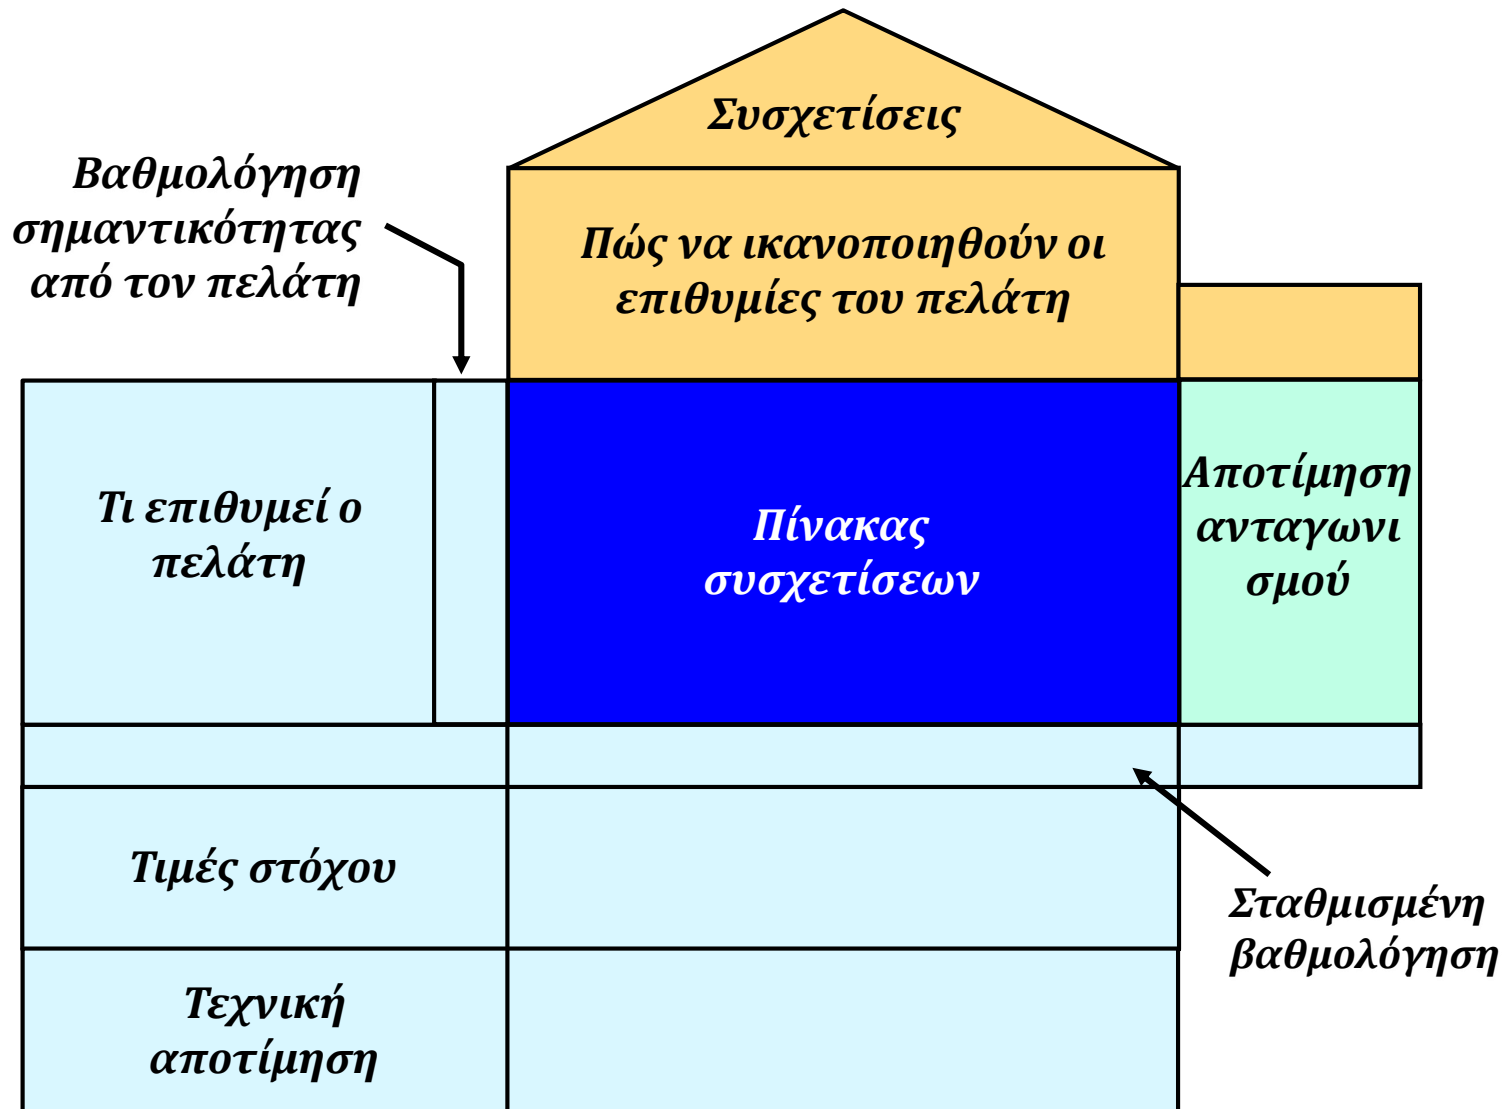 Συσχετίσεις
Βαθμολόγηση
σημαντικότητας
από τον πελάτη
Πώς να ικανοποιηθούν οι
επιθυμίες του πελάτη
Τι επιθυμεί ο
πελάτη
Πίνακας
συσχετίσεων
Αποτίμηση
ανταγωνι
σμού
Τιμές στόχου
Σταθμισμένη
βαθμολόγηση
Τεχνική
αποτίμηση